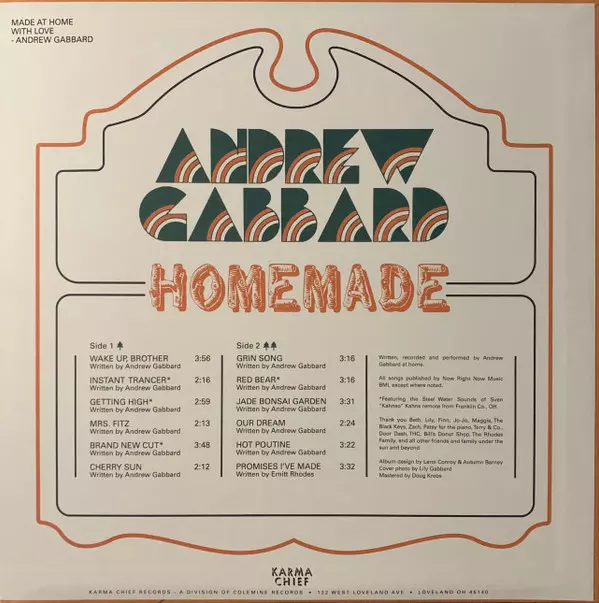 MADE AT HOME
WITH LOVE
- ANDREW GABBARD
ANDREW
GABBARD
HOMEMADE
Side 1
WAKE UP, BROTHER 3:56
Written by Andrew Gabbard
INSTANT TRANCER* 2:16
Written by Andrew Gabbard
GETTING HIGH* 2:59
Written by Andrew Gabbard
MRS. FITZ 2:13
Written by Andrew Gabbard
BRAND NEW CUT* 3:48
Written by Andrew Gabbard
CHERRY SUN 2:12
Written by Andrew Gabbard
Side 2
GRIN SONG 3:16
Written by Andrew Gabbard
RED BEAR* 3:16
Written by Andrew Gabbard
JADE BONSAI GARDEN 3:31
Written by Andrew Gabbard
OUR DREAM 2:24
Written by Andrew Gabbard
HOT POUTINE 3:22
Written by Andrew Gabbard
PROMISES I'VE MADE 3:32
Written by Emitt Rhodes
Written, recorded and performed by Andrew
Gabbard at home.
All songs published by Now Right Now Music
BMI, except where noted.
*Featuring the Steel Water Sounds of Sven
"Kahneo" Kahns remote from Franklin Co., OH
Thank you Beth, Lily, Finn, Jo-Jo, Maggie, The
Black Keys, Zach, Patsy for the piano, Terry & Co.,
Door Dash, THC, Bill's Donut Shop, The Rhodes
Family, and all other friends and family under the
sun and beyond
Album design by Leroi Conroy & Autumn Barney
Cover photo by Lily Gabbard
Mastered by Doug Krebs
KARMA
CHIEF
KARMA CHIEF RECORDS - A DIVISION OF COLEMINE RECORDS • 122 WEST LOVELAND AVE • LOVELAND OH 45140